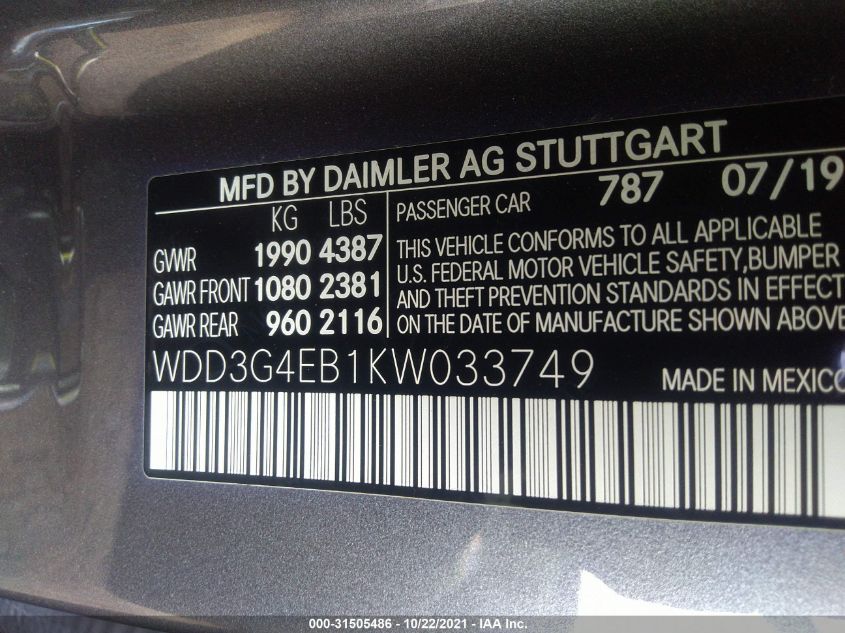 MFD BY DAIMLER AG STUTTGART
KG LBS
PASSENGER CAR 787 07/19
GVWR 1990 4387
GAWR FRONT 1080 2381
GAWR REAR 960 2116
THIS VEHICLE CONFORMS TO ALL APPLICABLE
U.S. FEDERAL MOTOR VEHICLE SAFETY,BUMPER
AND THEFT PREVENTION STANDARDS IN EFFECT
ON THE DATE OF MANUFACTURE SHOWN ABOVE
WDD3G4EB1KW033749
MADE IN MEXICO
000-31505486 - 10/22/2021 - IAA Inc.